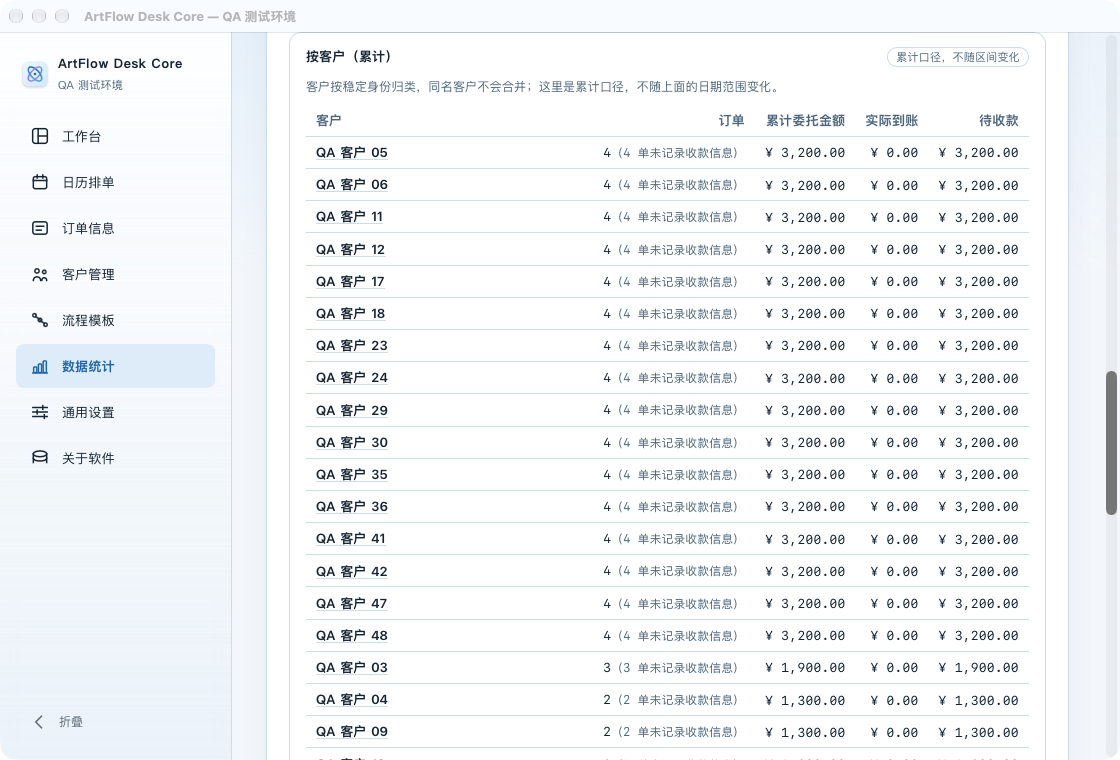 ArtFlow Desk Core — QA 测试环境
ArtFlow Desk Core
QA 测试环境
工作台
日历排单
订单信息
客户管理
流程模板
数据统计
通用设置
关于软件
折叠
按客户（累计） 累计口径，不随区间变化
客户按稳定身份归类，同名客户不会合并；这里是累计口径，不随上面的日期范围变化。
客户 订单 累计委托金额 实际到账 待收款
QA 客户 05 4（4 单未记录收款信息） ¥ 3,200.00 ¥ 0.00 ¥ 3,200.00
QA 客户 06 4（4 单未记录收款信息） ¥ 3,200.00 ¥ 0.00 ¥ 3,200.00
QA 客户 11 4（4 单未记录收款信息） ¥ 3,200.00 ¥ 0.00 ¥ 3,200.00
QA 客户 12 4（4 单未记录收款信息） ¥ 3,200.00 ¥ 0.00 ¥ 3,200.00
QA 客户 17 4（4 单未记录收款信息） ¥ 3,200.00 ¥ 0.00 ¥ 3,200.00
QA 客户 18 4（4 单未记录收款信息） ¥ 3,200.00 ¥ 0.00 ¥ 3,200.00
QA 客户 23 4（4 单未记录收款信息） ¥ 3,200.00 ¥ 0.00 ¥ 3,200.00
QA 客户 24 4（4 单未记录收款信息） ¥ 3,200.00 ¥ 0.00 ¥ 3,200.00
QA 客户 29 4（4 单未记录收款信息） ¥ 3,200.00 ¥ 0.00 ¥ 3,200.00
QA 客户 30 4（4 单未记录收款信息） ¥ 3,200.00 ¥ 0.00 ¥ 3,200.00
QA 客户 35 4（4 单未记录收款信息） ¥ 3,200.00 ¥ 0.00 ¥ 3,200.00
QA 客户 36 4（4 单未记录收款信息） ¥ 3,200.00 ¥ 0.00 ¥ 3,200.00
QA 客户 41 4（4 单未记录收款信息） ¥ 3,200.00 ¥ 0.00 ¥ 3,200.00
QA 客户 42 4（4 单未记录收款信息） ¥ 3,200.00 ¥ 0.00 ¥ 3,200.00
QA 客户 47 4（4 单未记录收款信息） ¥ 3,200.00 ¥ 0.00 ¥ 3,200.00
QA 客户 48 4（4 单未记录收款信息） ¥ 3,200.00 ¥ 0.00 ¥ 3,200.00
QA 客户 03 3（3 单未记录收款信息） ¥ 1,900.00 ¥ 0.00 ¥ 1,900.00
QA 客户 04 2（2 单未记录收款信息） ¥ 1,300.00 ¥ 0.00 ¥ 1,300.00
QA 客户 09 2（2 单未记录收款信息） ¥ 1,300.00 ¥ 0.00 ¥ 1,300.00